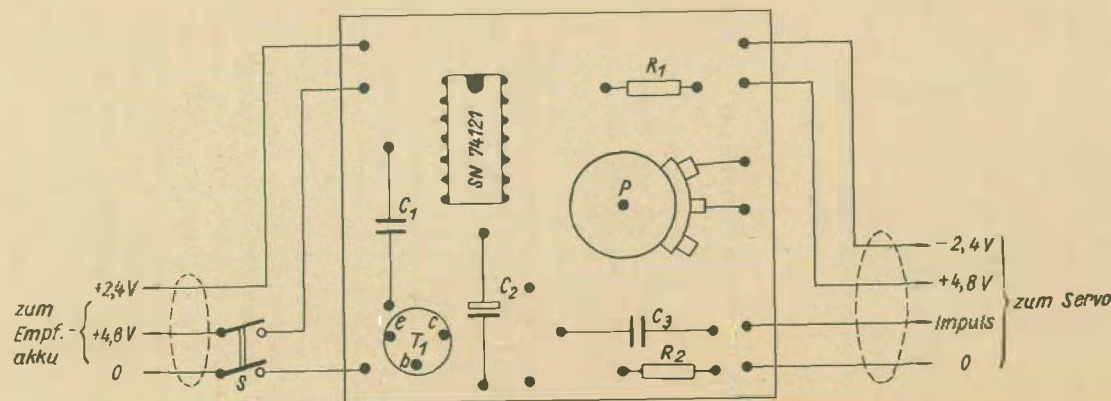 R1
SN 74121
P
C1
C2
e
c
T1
b
C3
R2
zum
Empf.-
akku
+2,4V
+4,8V
0
S
-2,4V
+4,8V
Impuls
0
zum Servo